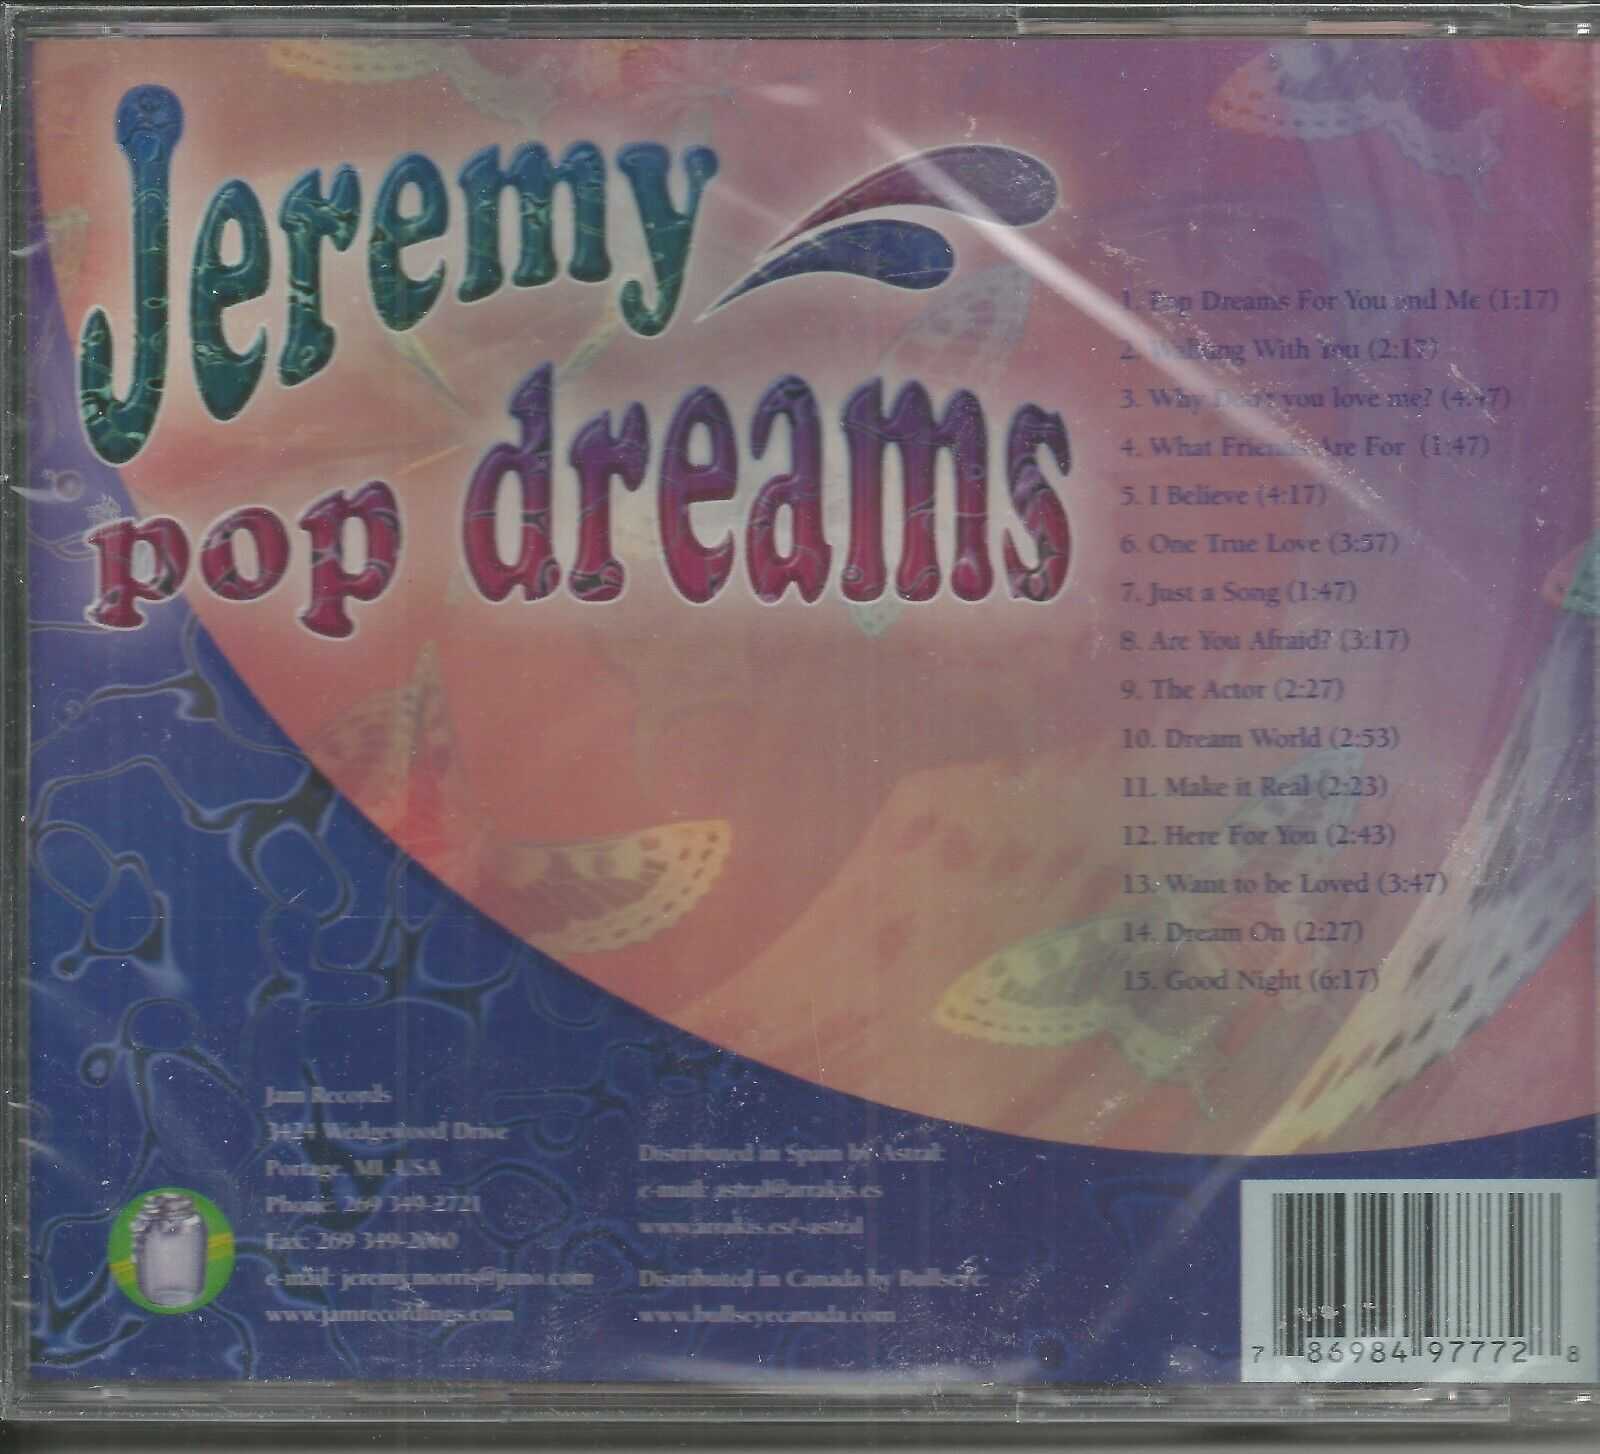 Jeremy
pop dreams
1. Pop Dreams For You and Me (1:17)
2. Walking With You (2:17)
3. Why Don't you love me? (4:47)
4. What Friends Are For (1:47)
5. I Believe (4:17)
6. One True Love (3:57)
7. Just a Song (1:47)
8. Are You Afraid? (3:17)
9. The Actor (2:27)
10. Dream World (2:53)
11. Make it Real (2:23)
12. Here For You (2:43)
13. Want to be Loved (3:47)
14. Dream On (2:27)
15. Good Night (6:17)
Jam Records
3424 Wedgewood Drive
Portage, MI, USA
Phone: 269 349-2721
Fax: 269 349-2060
e-mail: jeremy.morris@juno.com
www.jamrecordings.com
Distributed in Spain by Astral:
e-mail: astral@arrakis.es
www.arrakis.es/~astral
Distributed in Canada by Bullseye:
www.bullseyecanada.com
7 86984 97772 8